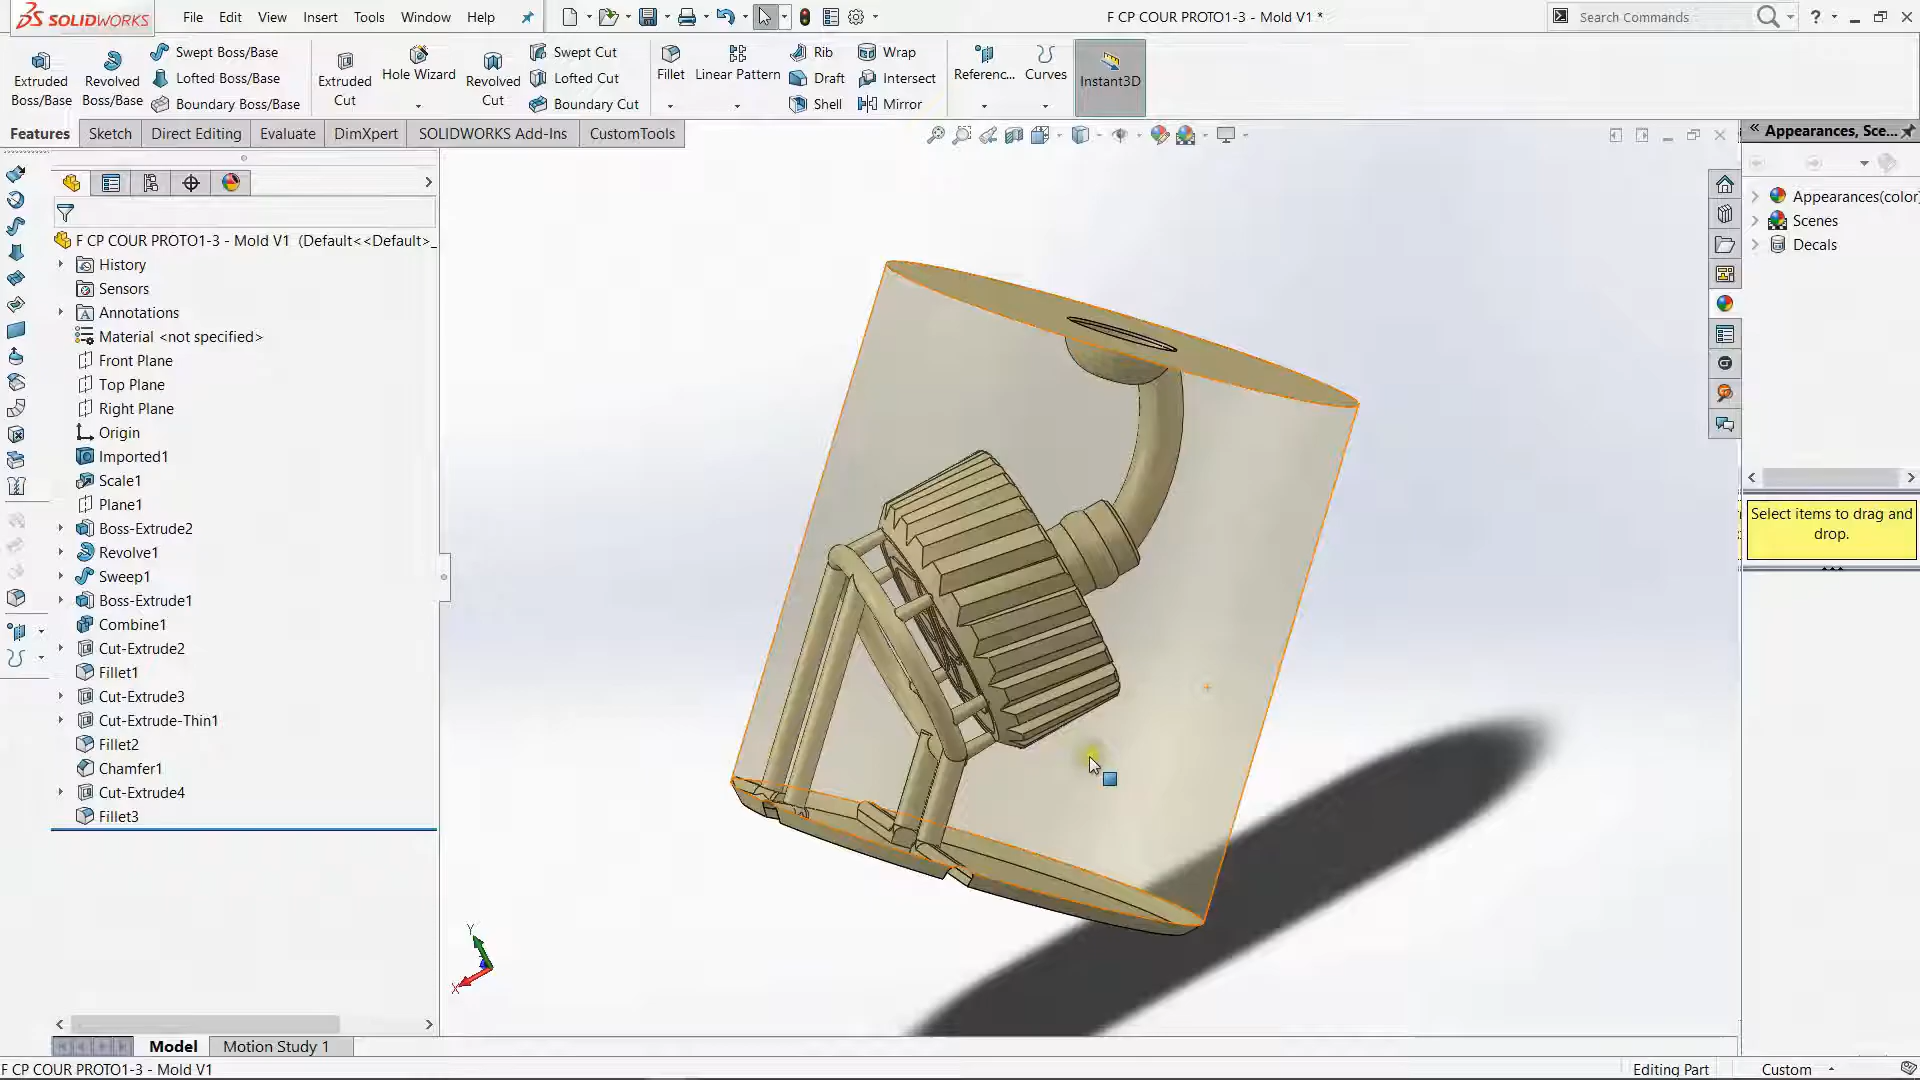 SOLIDWORKS File Edit View Insert Tools Window Help F CP COUR PROTO1-3 - Mold V1 * Search Commands
Extruded Boss/Base
Revolved Boss/Base
Swept Boss/Base
Lofted Boss/Base
Boundary Boss/Base
Extruded Cut
Hole Wizard
Revolved Cut
Swept Cut
Lofted Cut
Boundary Cut
Fillet
Linear Pattern
Rib
Draft
Shell
Wrap
Intersect
Mirror
Referenc...
Curves
Instant3D
Features Sketch Direct Editing Evaluate DimXpert SOLIDWORKS Add-Ins CustomTools
F CP COUR PROTO1-3 - Mold V1 (Default<<Default>_
History
Sensors
Annotations
Material <not specified>
Front Plane
Top Plane
Right Plane
Origin
Imported1
Scale1
Plane1
Boss-Extrude2
Revolve1
Sweep1
Boss-Extrude1
Combine1
Cut-Extrude2
Fillet1
Cut-Extrude3
Cut-Extrude-Thin1
Fillet2
Chamfer1
Cut-Extrude4
Fillet3
Y
X
Appearances, Sce...
Appearances(color
Scenes
Decals
Select items to drag and
drop.
Model Motion Study 1
F CP COUR PROTO1-3 - Mold V1 Editing Part Custom